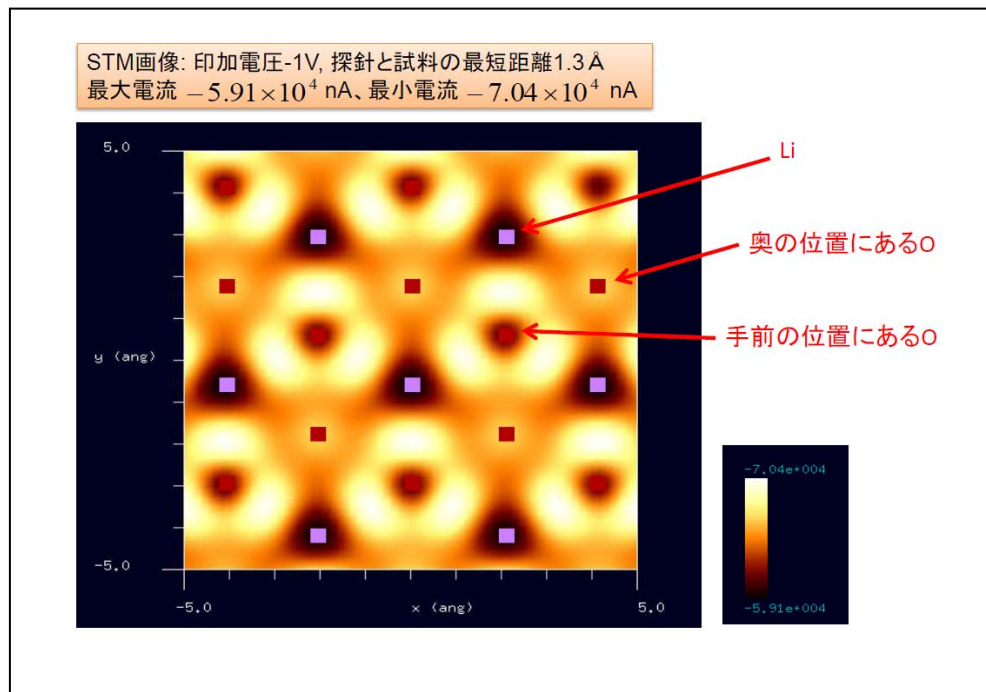 STM画像: 印加電圧-1V, 探針と試料の最短距離1.3Å
最大電流 −5.91×10⁴ nA、最小電流 −7.04×10⁴ nA
5.0
Li
奥の位置にあるO
手前の位置にあるO
y (ang)
-5.0
-5.0
x (ang)
5.0
-7.04e+004
-5.91e+004